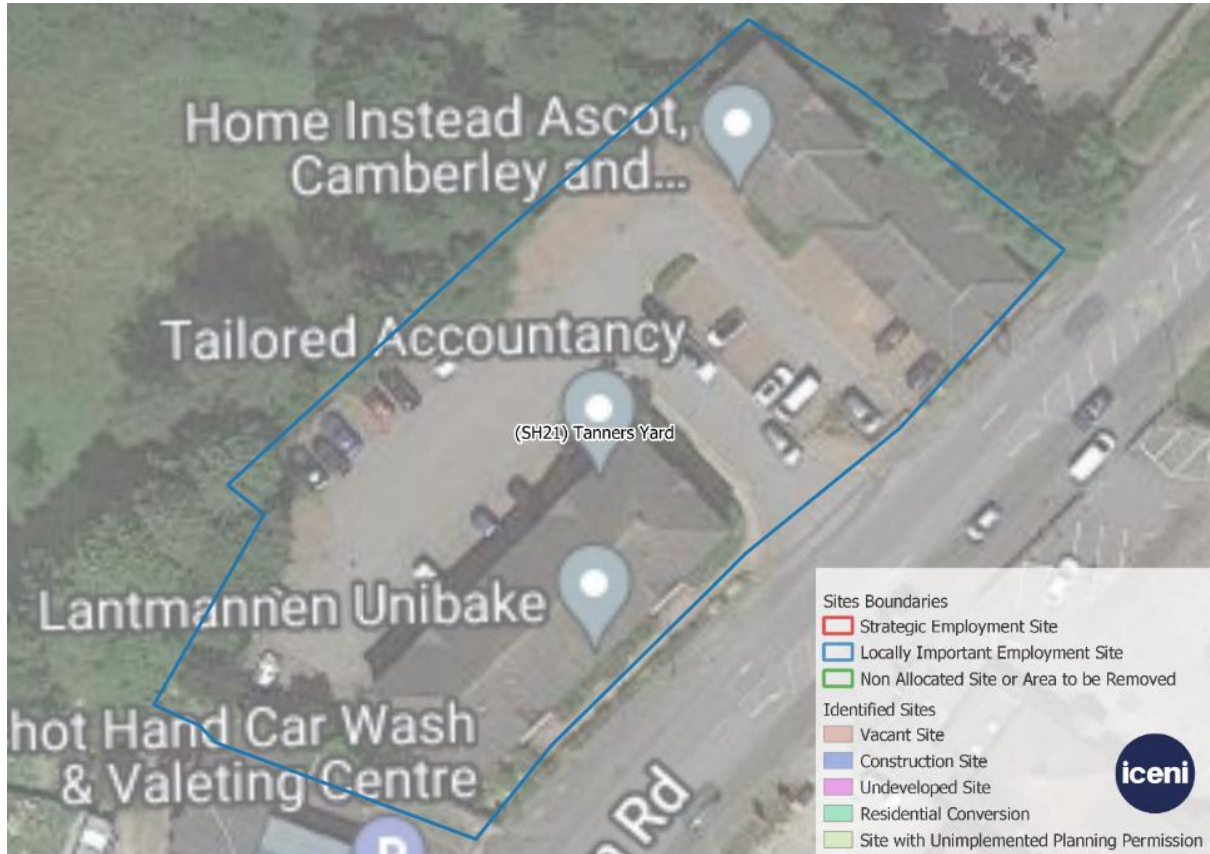 Home Instead Ascot,
Camberley and...
Tailored Accountancy
(SH21) Tanners Yard
Lantmannen Unibake
hot Hand Car Wash
& Valeting Centre
Rd
P
Sites Boundaries
Strategic Employment Site
Locally Important Employment Site
Non Allocated Site or Area to be Removed
Identified Sites
Vacant Site
Construction Site
Undeveloped Site
Residential Conversion
Site with Unimplemented Planning Permission
iceni